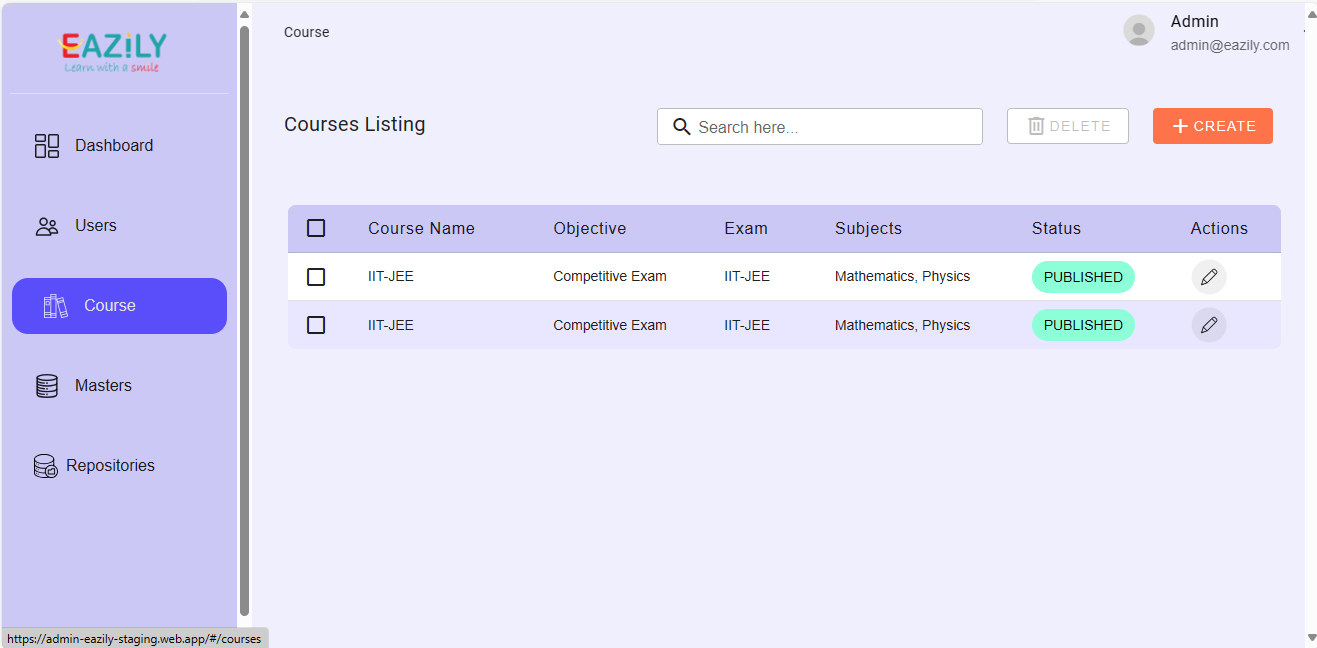 EAZiLY
Learn with a smile
Dashboard
Users
Course
Masters
Repositories
https://admin-eazily-staging.web.app/#/courses
Course
Admin
admin@eazily.com
Courses Listing
Search here...
DELETE
CREATE
Course Name Objective Exam Subjects Status Actions
IIT-JEE Competitive Exam IIT-JEE Mathematics, Physics PUBLISHED
IIT-JEE Competitive Exam IIT-JEE Mathematics, Physics PUBLISHED